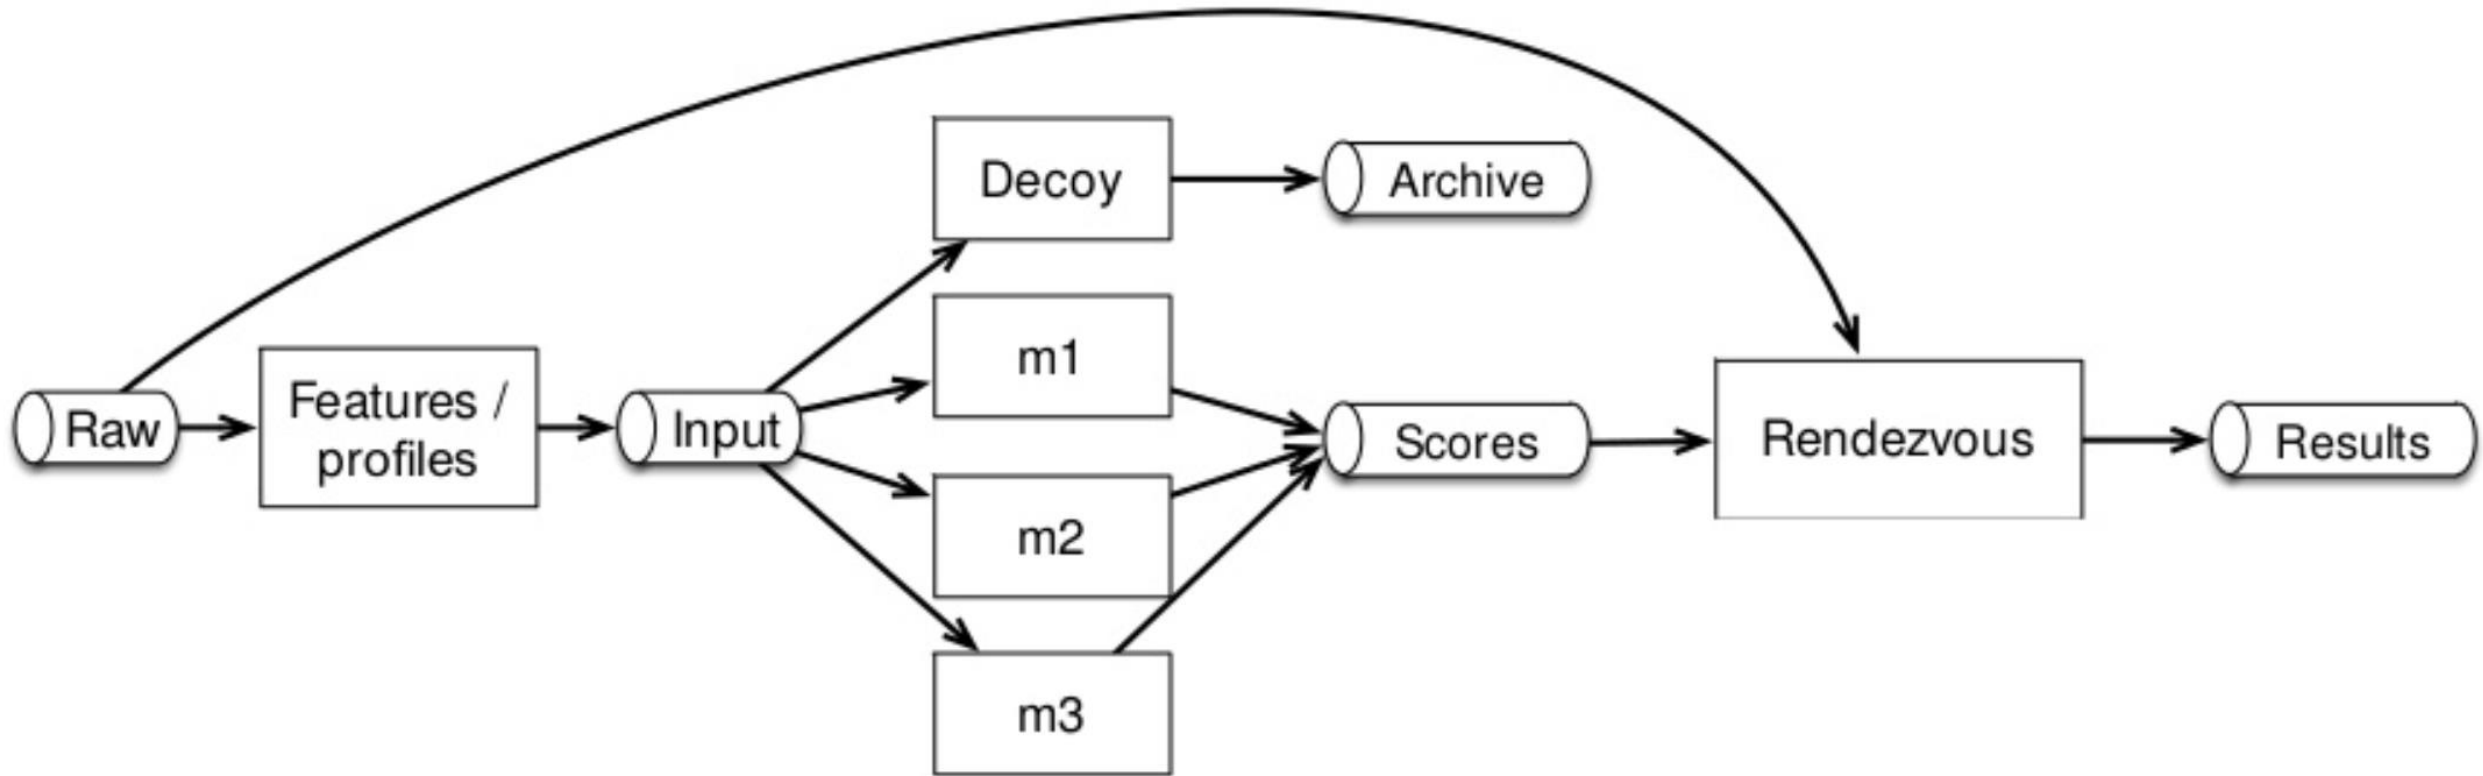 Decoy
Archive
m1
Raw
Features /
profiles
Input
Scores
Rendezvous
Results
m2
m3